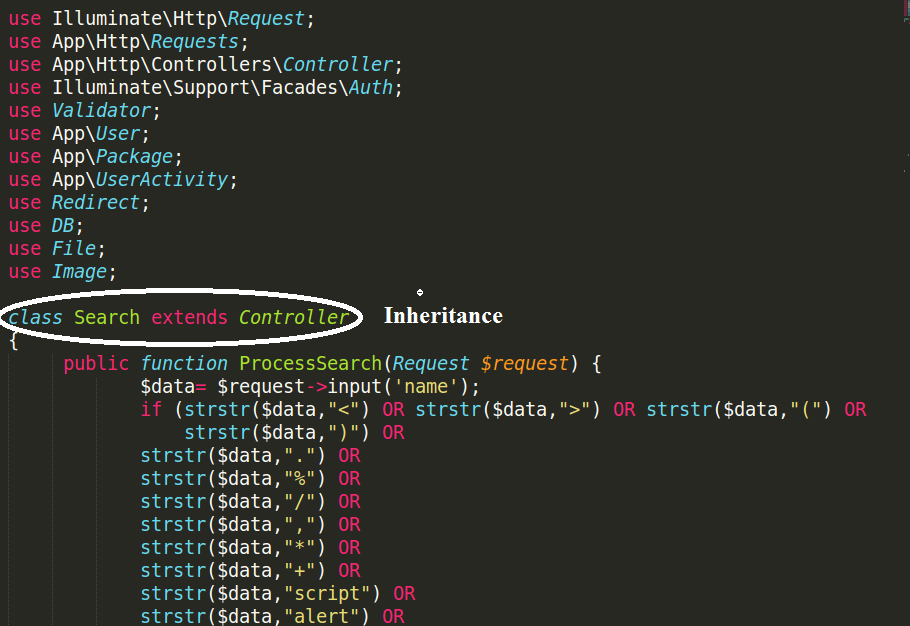 use Illuminate\Http\Request;
use App\Http\Requests;
use App\Http\Controllers\Controller;
use Illuminate\Support\Facades\Auth;
use Validator;
use App\User;
use App\Package;
use App\UserActivity;
use Redirect;
use DB;
use File;
use Image;
class Search extends Controller Inheritance
{
public function ProcessSearch(Request $request) {
$data= $request->input('name');
if (strstr($data,"<") OR strstr($data,">") OR strstr($data,"(") OR
strstr($data,")") OR
strstr($data,".") OR
strstr($data,"%") OR
strstr($data,"/") OR
strstr($data,",") OR
strstr($data,"*") OR
strstr($data,"+") OR
strstr($data,"script") OR
strstr($data,"alert") OR